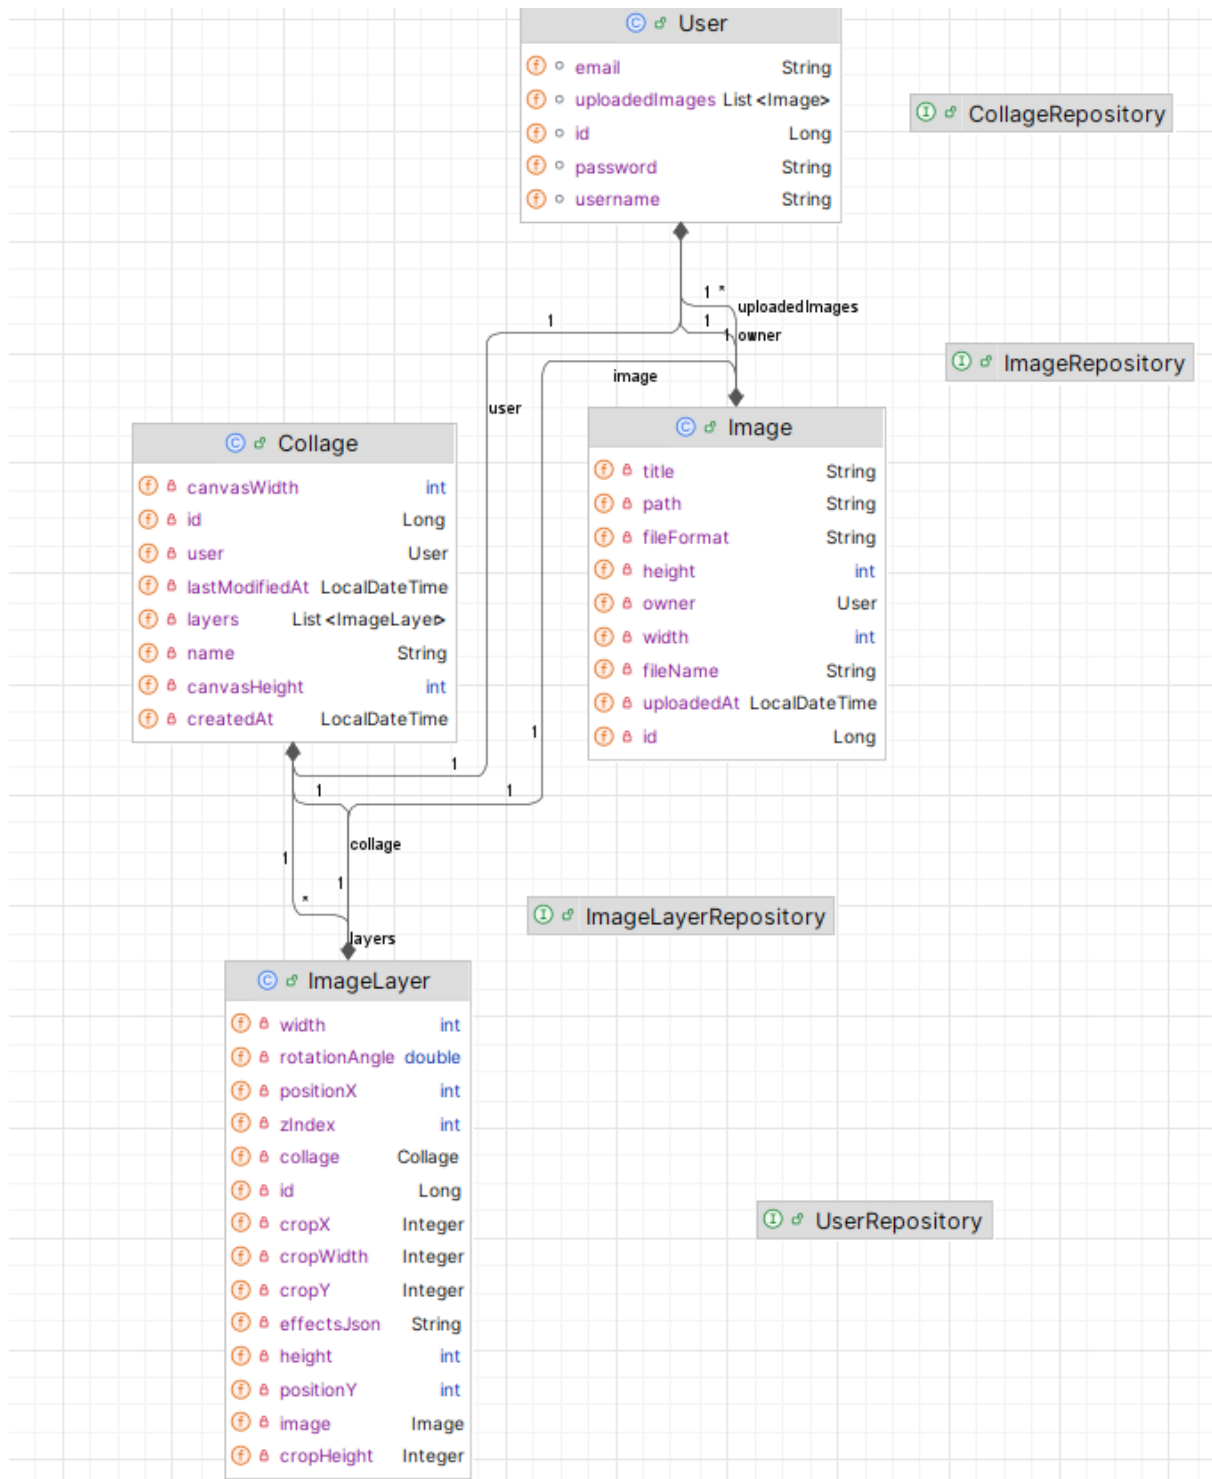 User
email String
uploadedImages List<Image>
id Long
password String
username String
CollageRepository
1 *
uploadedImages
1
1
1 owner
ImageRepository
image
user
Collage
canvasWidth int
id Long
user User
lastModifiedAt LocalDateTime
layers List<ImageLayer>
name String
canvasHeight int
createdAt LocalDateTime
Image
title String
path String
fileFormat String
height int
owner User
width int
fileName String
uploadedAt LocalDateTime
id Long
1
1
1
1
collage
1
1
*
layers
ImageLayerRepository
ImageLayer
width int
rotationAngle double
positionX int
zIndex int
collage Collage
id Long
cropX Integer
cropWidth Integer
cropY Integer
effectsJson String
height int
positionY int
image Image
cropHeight Integer
UserRepository